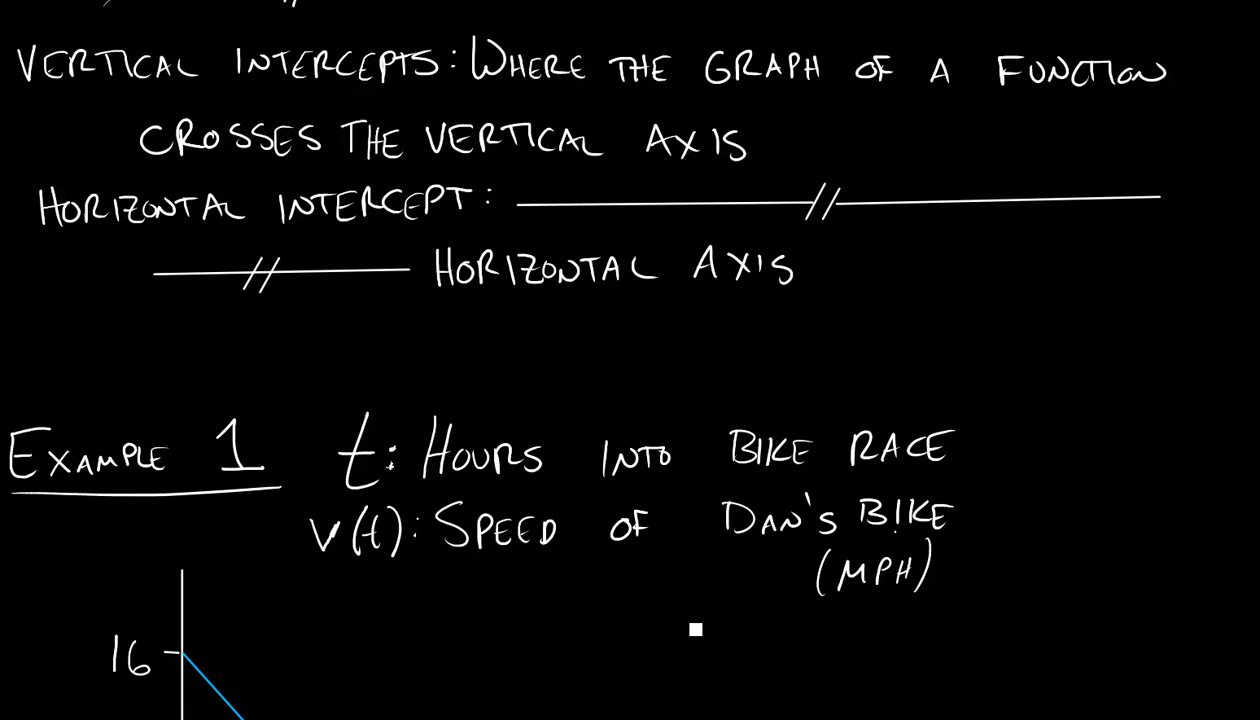 VERTICAL INTERCEPTS: WHERE THE GRAPH OF A FUNCTION
CROSSES THE VERTICAL AXIS
HORIZONTAL INTERCEPT: ——//——
——//—— HORIZONTAL AXIS
EXAMPLE 1 t: HOURS INTO BIKE RACE
v(t): SPEED OF DAN'S BIKE
(MPH)
16